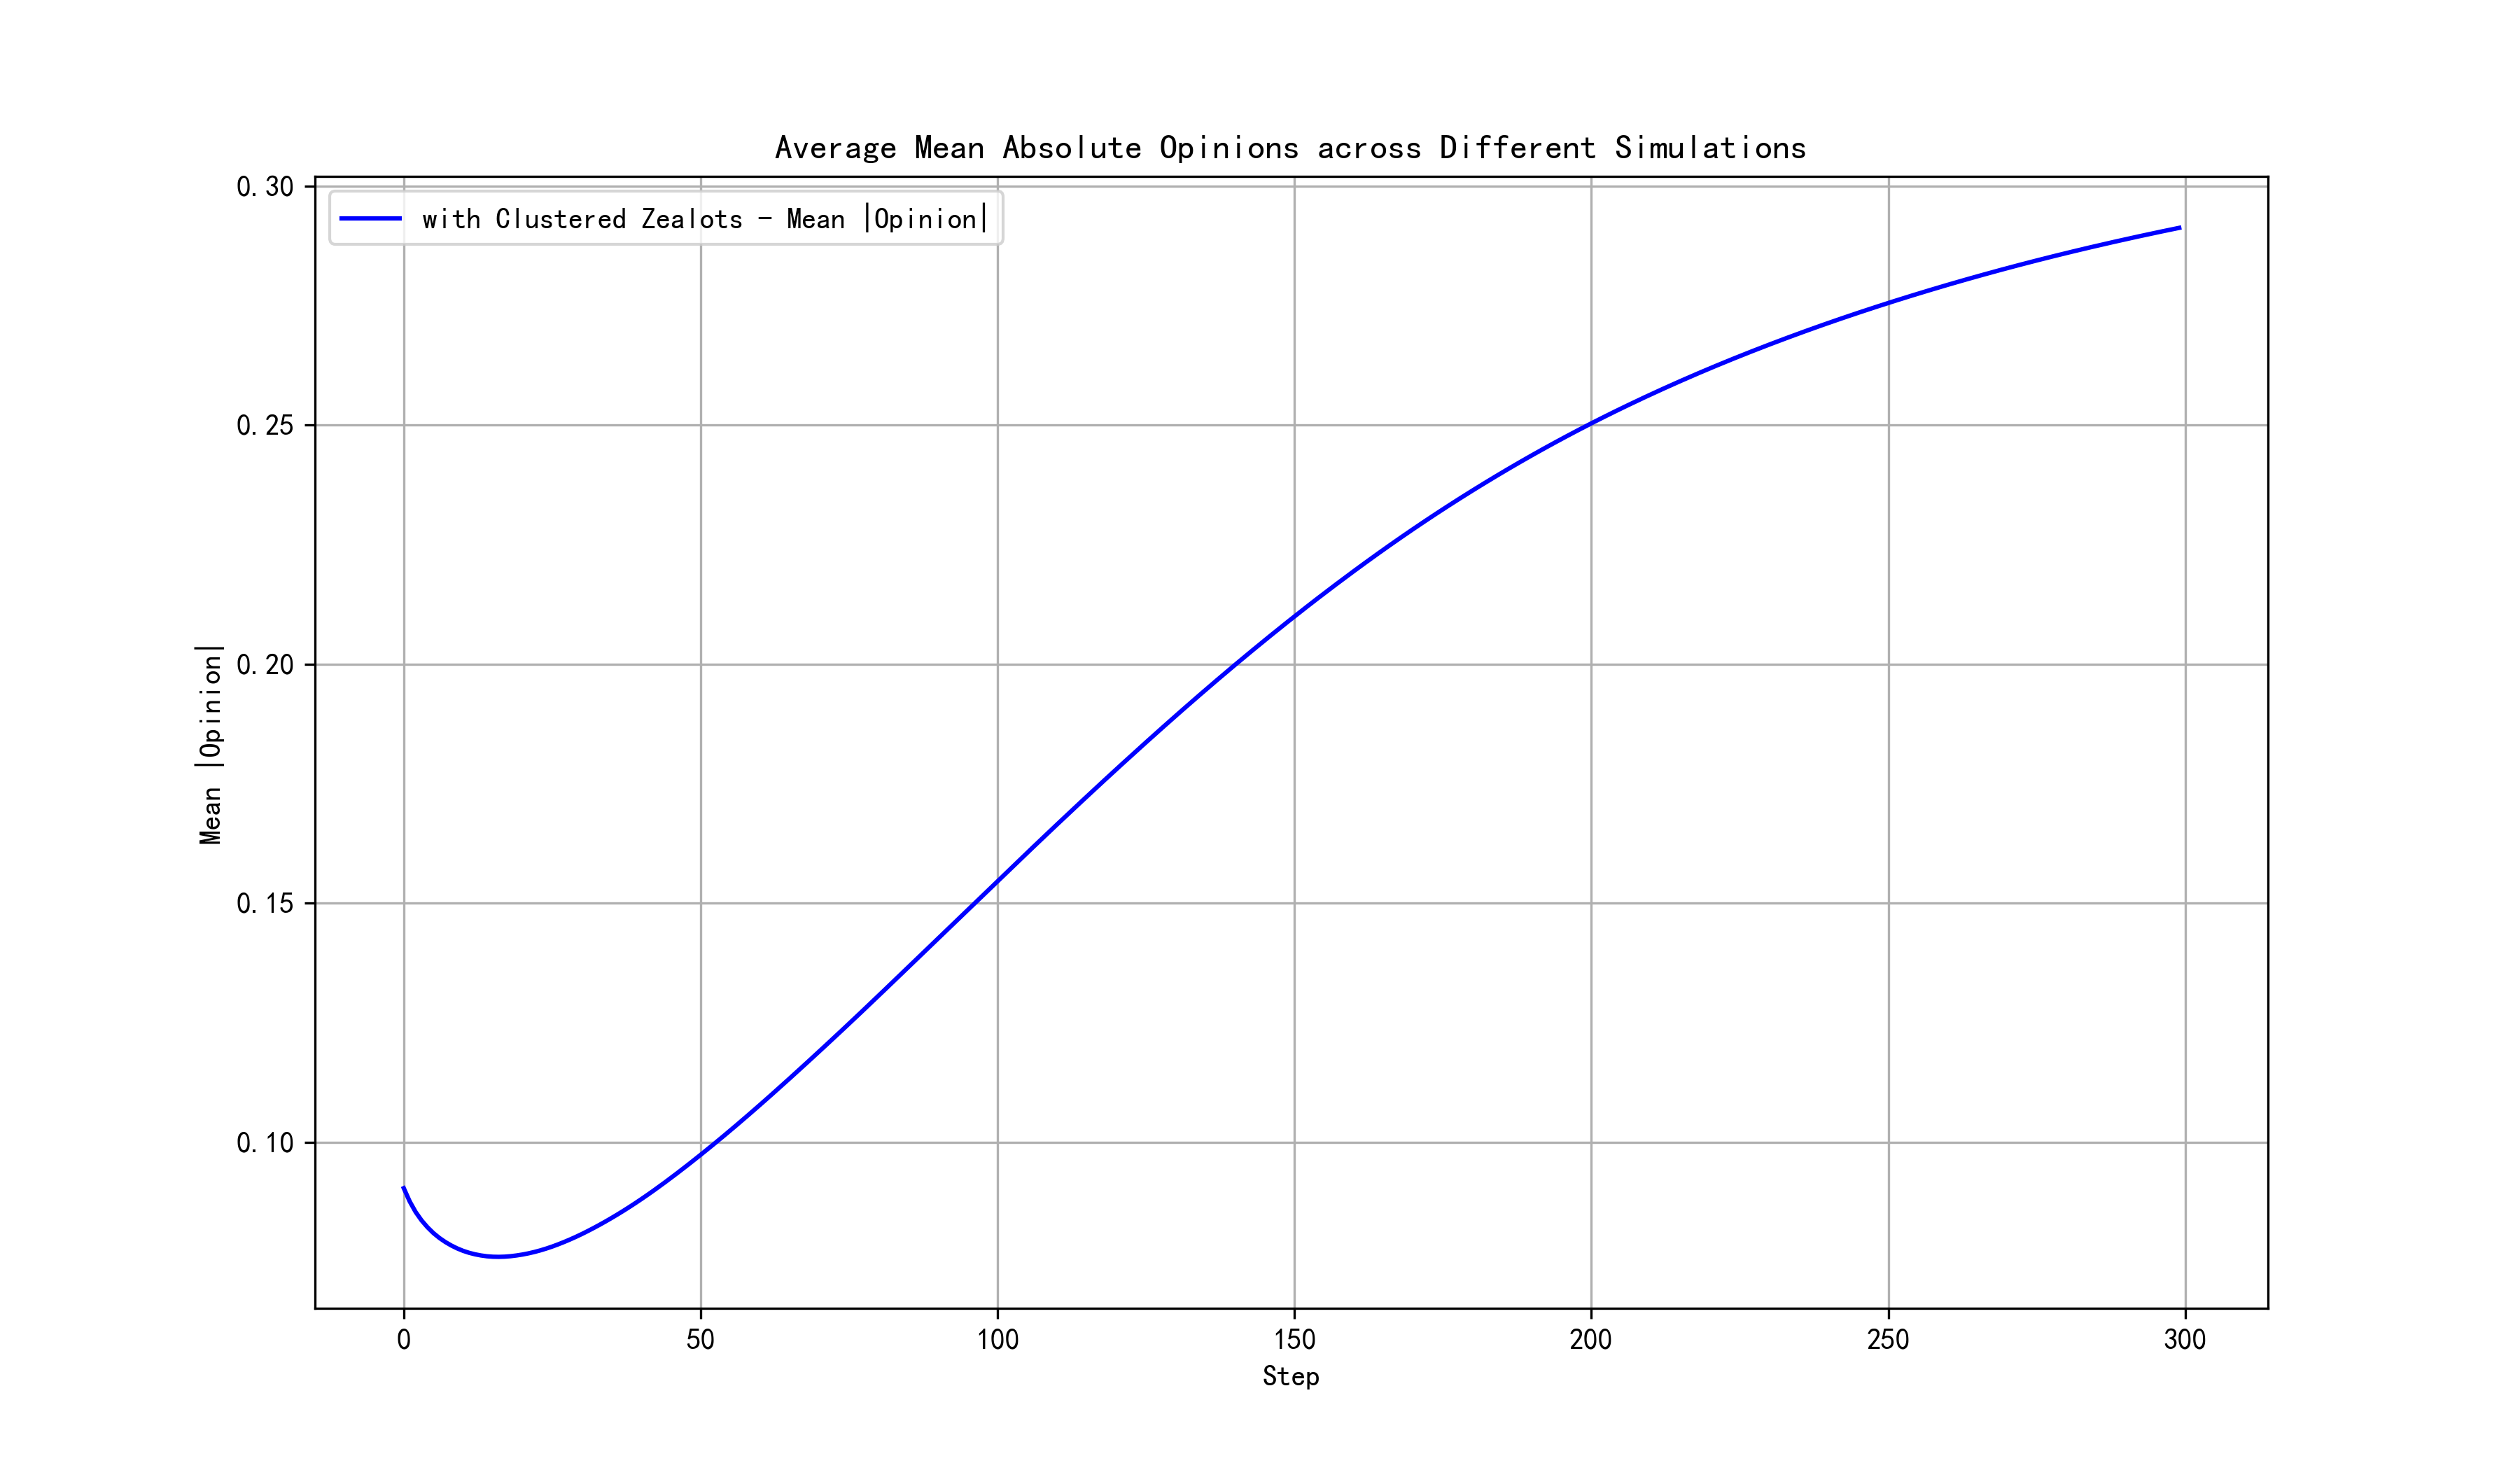 Average Mean Absolute Opinions across Different Simulations
with Clustered Zealots - Mean |Opinion|
Mean |Opinion|
0.30
0.25
0.20
0.15
0.10
0 50 100 150 200 250 300
Step